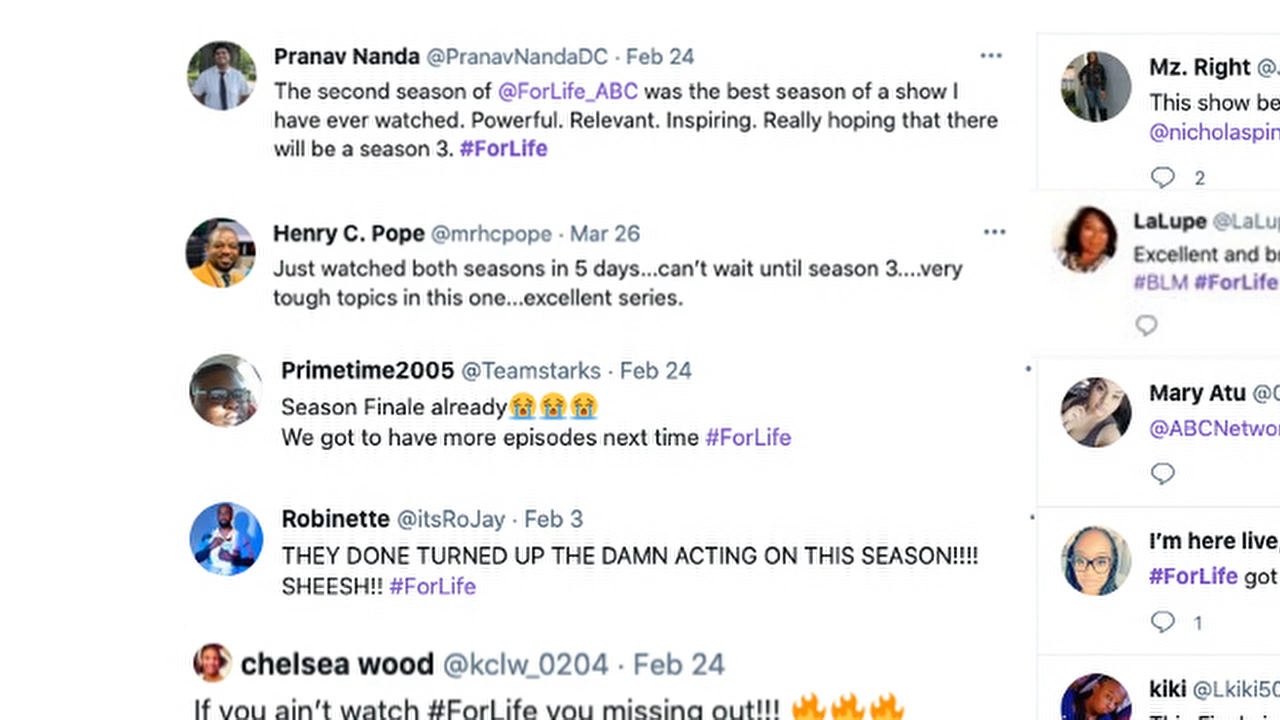 Pranav Nanda @PranavNandaDC · Feb 24
The second season of @ForLife_ABC was the best season of a show I
have ever watched. Powerful. Relevant. Inspiring. Really hoping that there
will be a season 3. #ForLife
Henry C. Pope @mrhcpope · Mar 26
Just watched both seasons in 5 days...can't wait until season 3....very
tough topics in this one...excellent series.
Primetime2005 @Teamstarks · Feb 24
Season Finale already😭😭😭
We got to have more episodes next time #ForLife
Robinette @itsRoJay · Feb 3
THEY DONE TURNED UP THE DAMN ACTING ON THIS SEASON!!!!
SHEESH!! #ForLife
chelsea wood @kclw_0204 · Feb 24
If you ain't watch #ForLife you missing out!!! 🔥🔥🔥
Mz. Right @J
This show be
@nicholaspin
2
LaLupe @LaLup
Excellent and br
#BLM #ForLife
Mary Atu
@ABCNetwor
I'm here live,
#ForLife got
1
kiki @Lkiki50